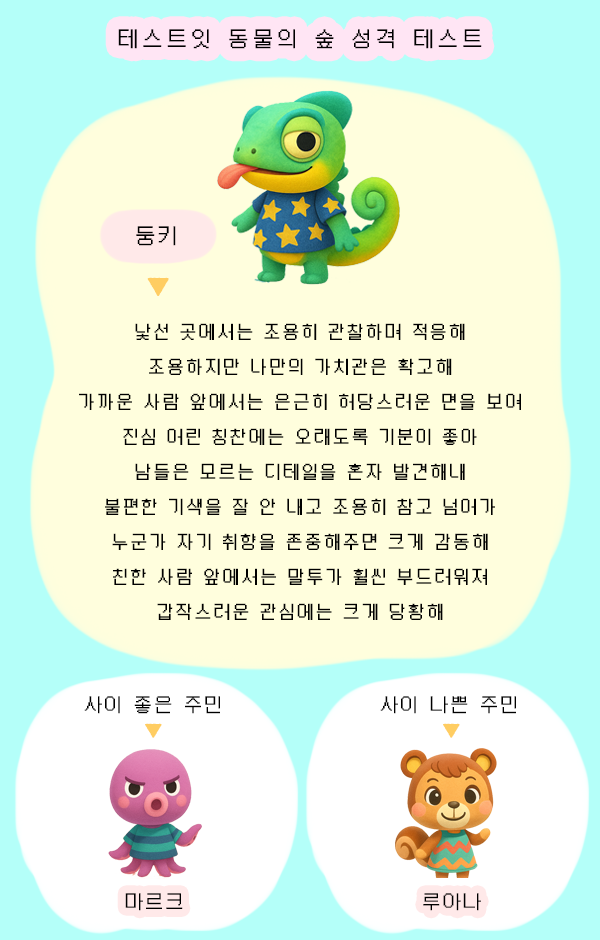 테스트잇 동물의 숲 성격 테스트
둥키
낯선 곳에서는 조용히 관찰하며 적응해
조용하지만 나만의 가치관은 확고해
가까운 사람 앞에서는 은근히 허당스러운 면을 보여
진심 어린 칭찬에는 오래도록 기분이 좋아
남들은 모르는 디테일을 혼자 발견해내
불편한 기색을 잘 안 내고 조용히 참고 넘어가
누군가 자기 취향을 존중해주면 크게 감동해
친한 사람 앞에서는 말투가 훨씬 부드러워져
갑작스러운 관심에는 크게 당황해
사이 좋은 주민
사이 나쁜 주민
마르크
루아나